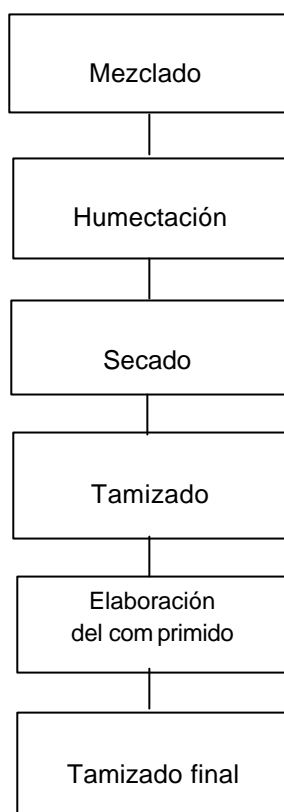 Mezclado
Humectación
Secado
Tamizado
Elaboración
del com primido
Tamizado final